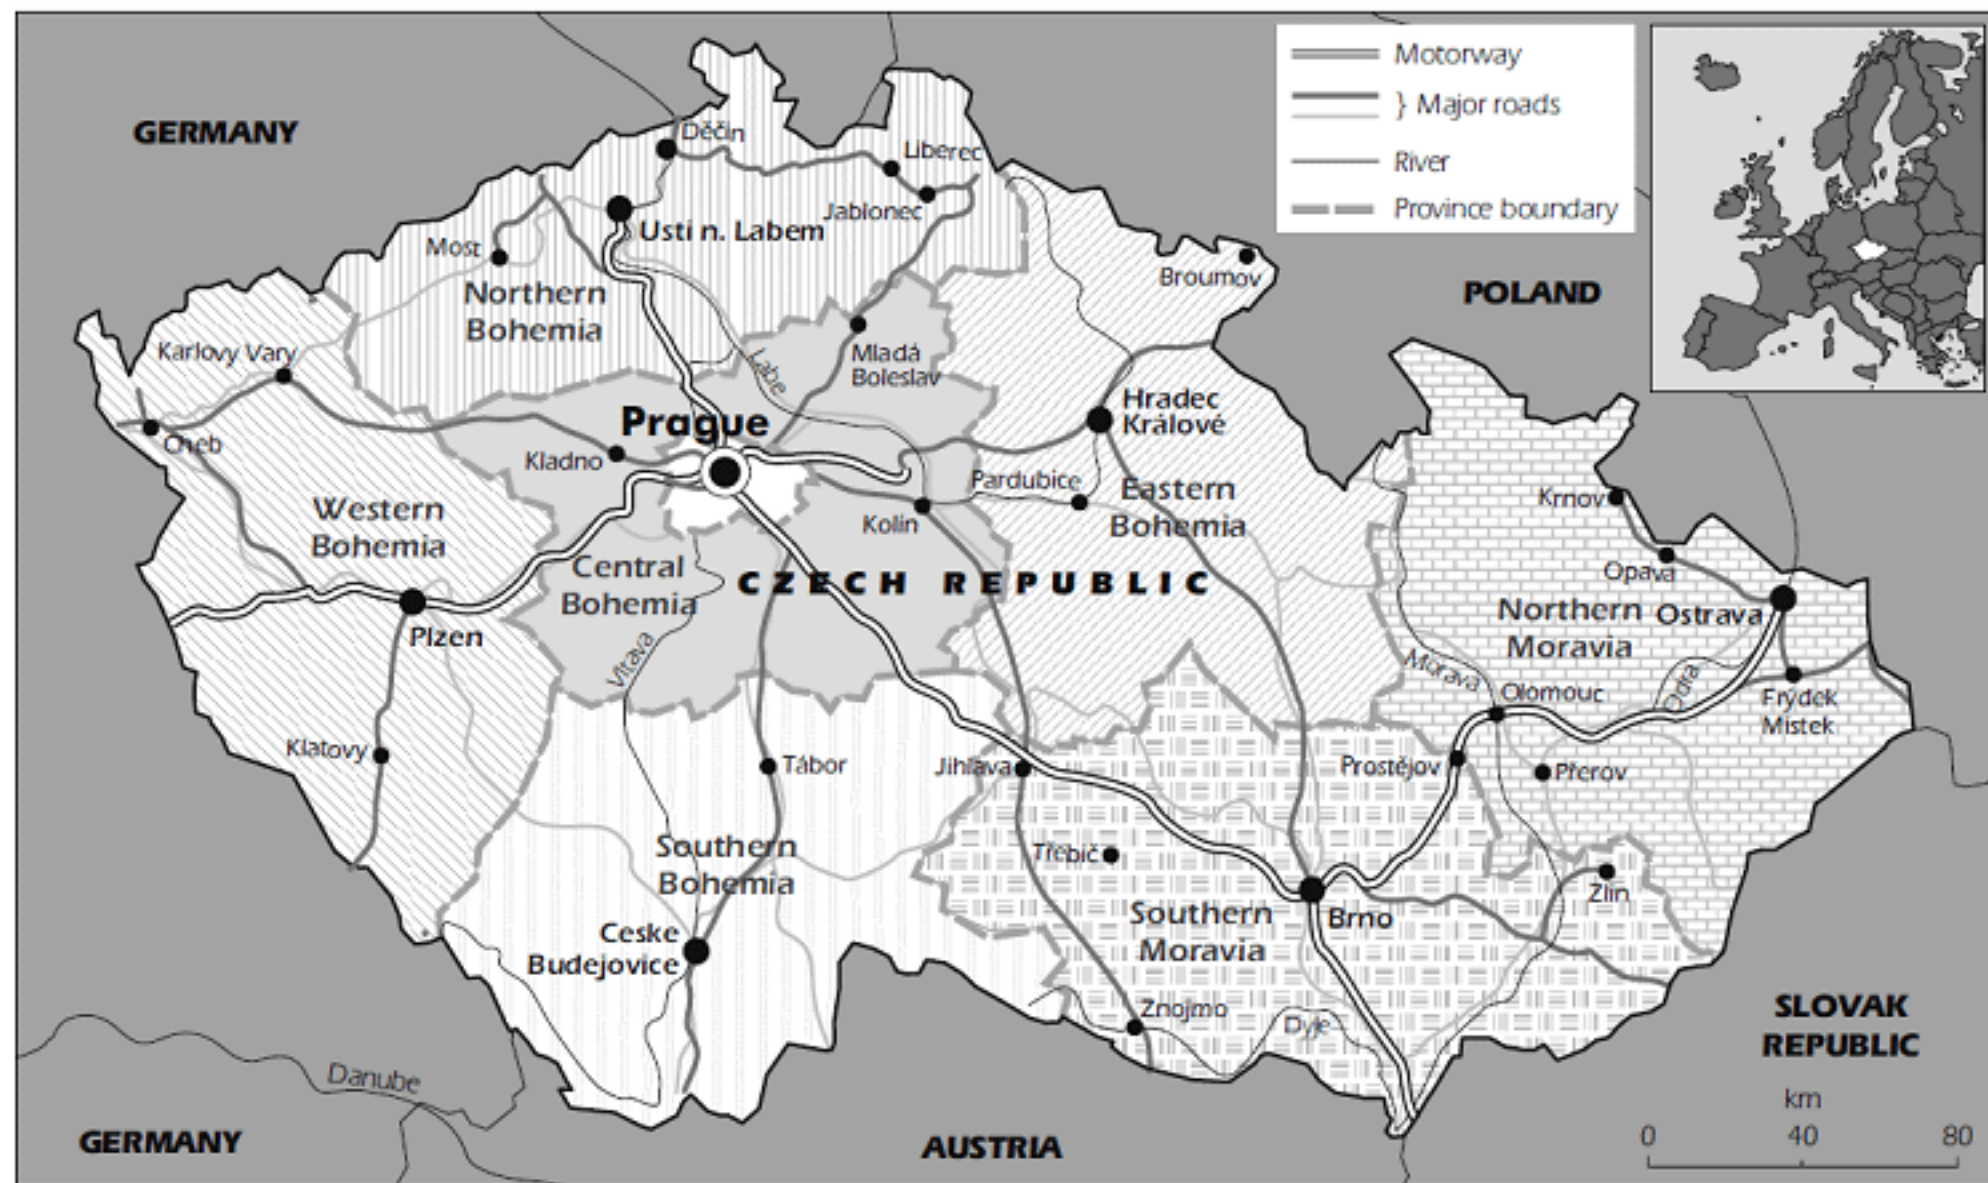 GERMANY
Děčín
Liberec
Jablonec
Usti n. Labem
Most
Northern
Bohemia
Broumov
POLAND
Motorway
} Major roads
River
Province boundary
Karlovy Vary
Cheb
Labe
Mladá
Boleslav
Prague
Kladno
Hradec
Králové
Pardubice
Kolin
Eastern
Bohemia
Western
Bohemia
Central
Bohemia
CZECH REPUBLIC
Plzen
Vltava
Krnov
Opava
Northern
Moravia
Ostrava
Morava
Olomouc
Odra
Frýdek
Mistek
Klatovy
Tábor
Jihlava
Prostějov
Přerov
Southern
Bohemia
Třebič
Zlin
Southern
Moravia
Brno
Ceske
Budejovice
Znojmo
Dyje
SLOVAK
REPUBLIC
Danube
GERMANY
AUSTRIA
km
0 40 80